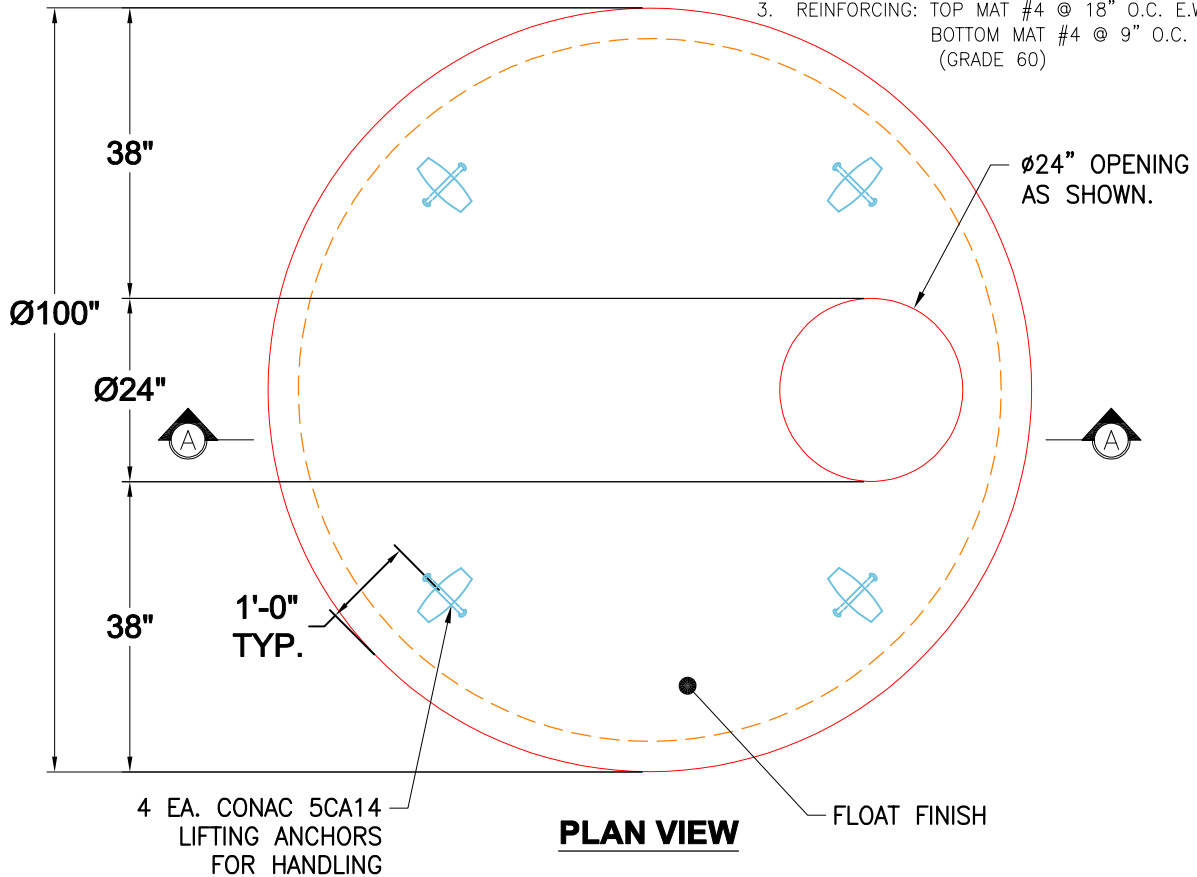 3. REINFORCING: TOP MAT #4 @ 18" O.C. E.W
BOTTOM MAT #4 @ 9" O.C.
(GRADE 60)
38"
ø24" OPENING
AS SHOWN.
Ø100"
Ø24"
A
A
1'-0"
TYP.
38"
4 EA. CONAC 5CA14
LIFTING ANCHORS
FOR HANDLING
PLAN VIEW
FLOAT FINISH